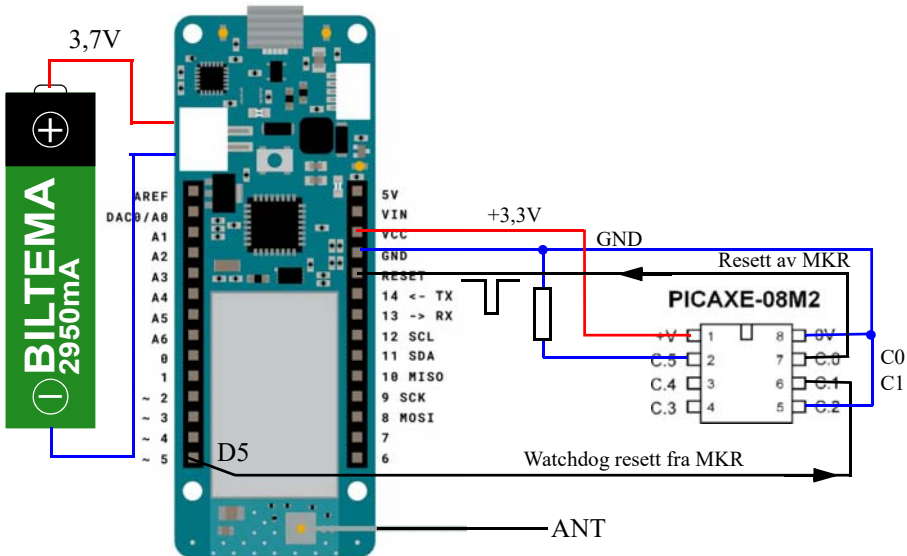 3,7V
BILTEMA
2950mA
AREF
DAC0/A0
A1
A2
A3
A4
A5
A6
0
1
~ 2
~ 3
~ 4
~ 5
D5
5V
VIN
VCC
GND
RESET
14 <- TX
13 -> RX
12 SCL
11 SDA
10 MISO
9 SCK
8 MOSI
7
6
+3,3V
GND
Resett av MKR
PICAXE-08M2
+V 1 8 0V
C.5 2 7 C.0
C.4 3 6 C.1
C.3 4 5 C.2
C0
C1
Watchdog resett fra MKR
ANT